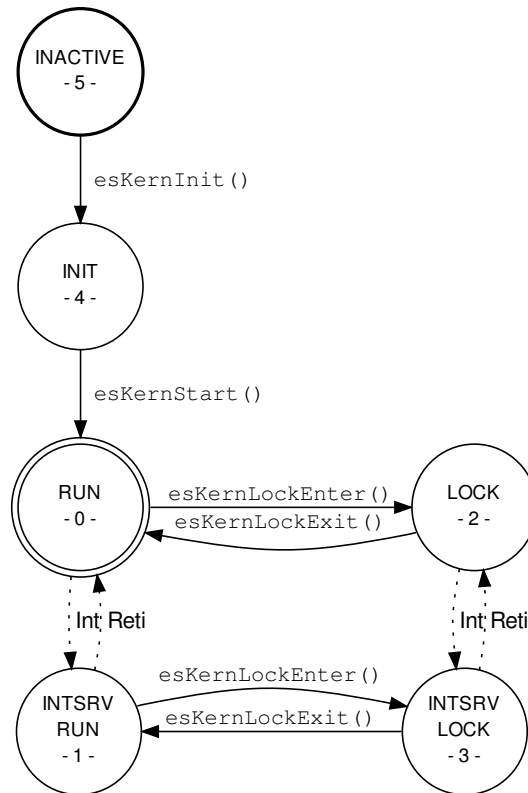 INACTIVE
- 5 -
esKernInit()
INIT
- 4 -
esKernStart()
RUN
- 0 -
esKernLockEnter()
esKernLockExit()
LOCK
- 2 -
Int Reti
Int Reti
INTSRV
RUN
- 1 -
esKernLockEnter()
esKernLockExit()
INTSRV
LOCK
- 3 -